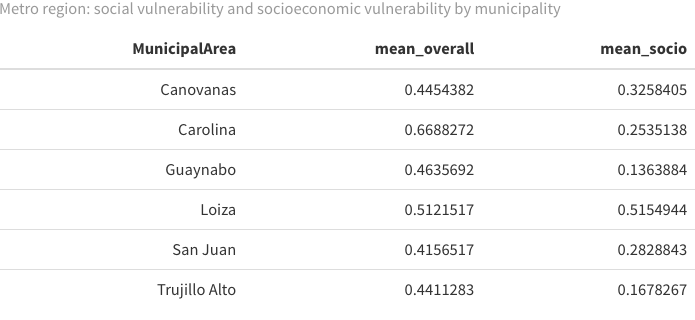 Metro region: social vulnerability and socioeconomic vulnerability by municipality
MunicipalArea mean_overall mean_socio
Canovanas 0.4454382 0.3258405
Carolina 0.6688272 0.2535138
Guaynabo 0.4635692 0.1363884
Loiza 0.5121517 0.5154944
San Juan 0.4156517 0.2828843
Trujillo Alto 0.4411283 0.1678267